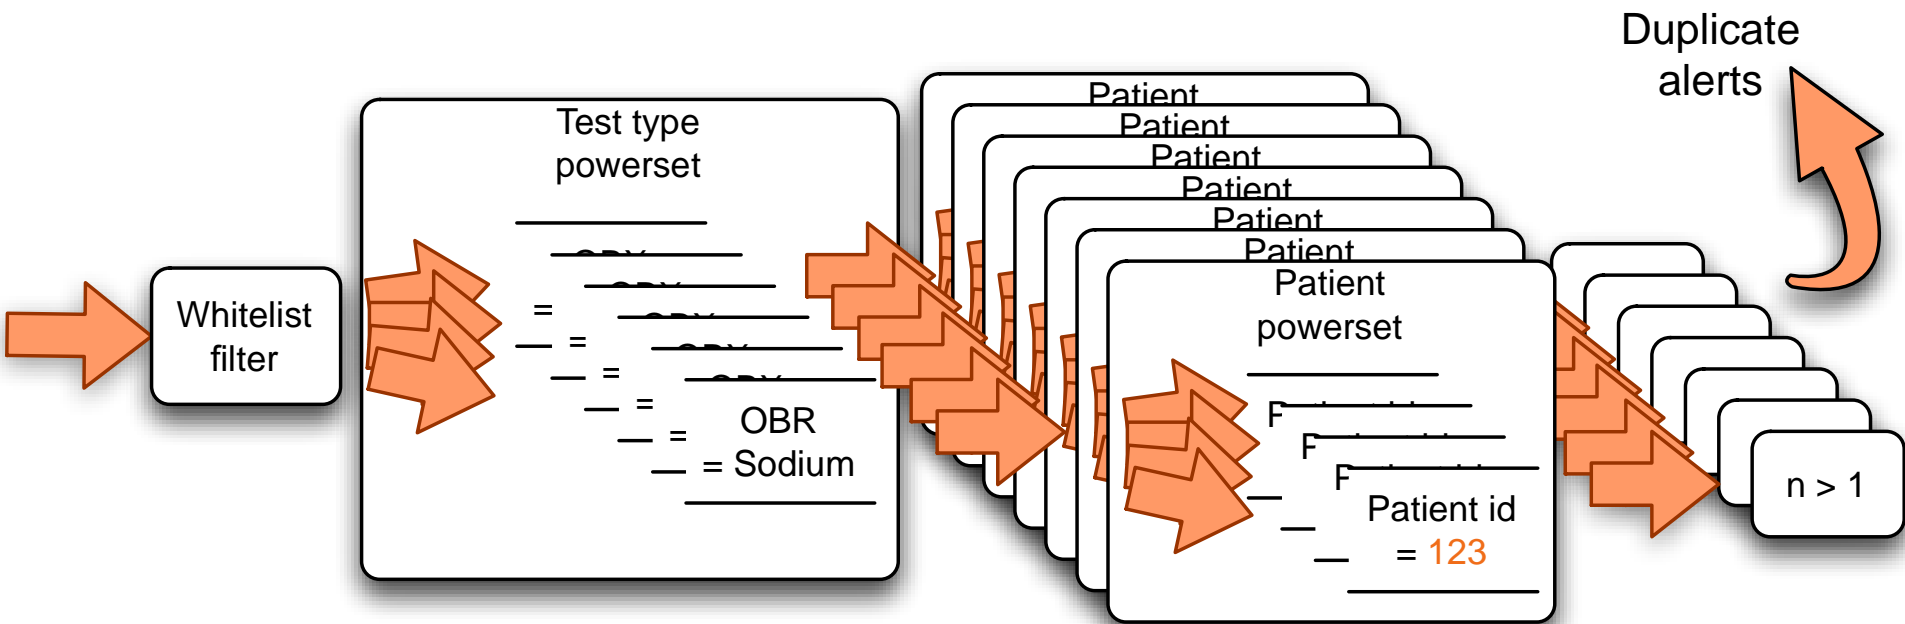 Duplicate
alerts
Whitelist
filter
Test type
powerset
=
=
=
=
=
OBR
= Sodium
Patient
Patient
Patient
Patient
Patient
Patient
Patient
powerset
Patient id
= 123
n > 1